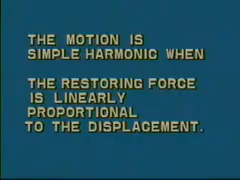 THE MOTION IS
SIMPLE HARMONIC WHEN
THE RESTORING FORCE
IS LINEARLY
PROPORTIONAL
TO THE DISPLACEMENT.